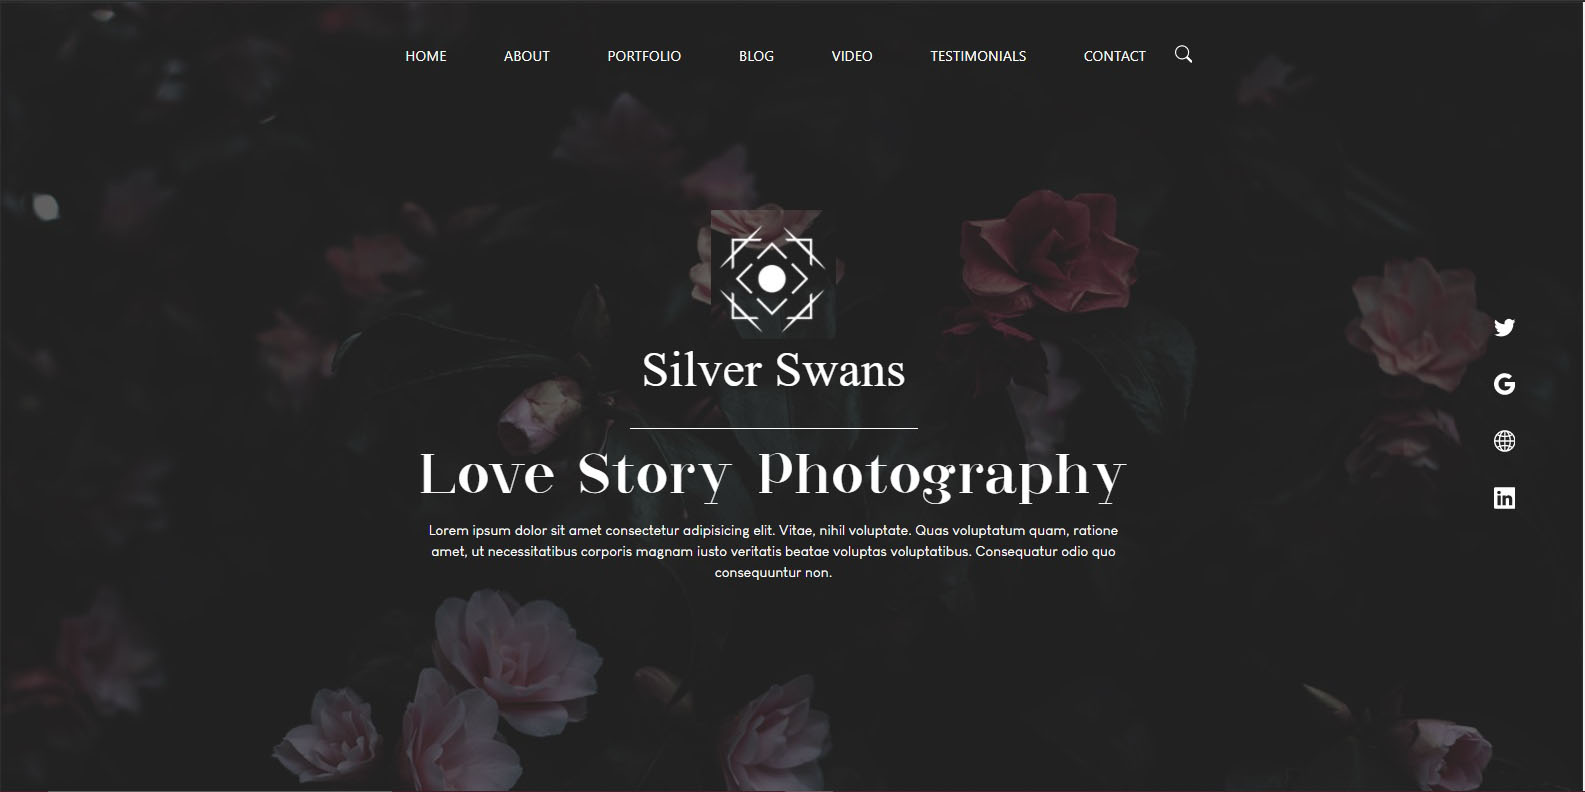 HOME ABOUT PORTFOLIO BLOG VIDEO TESTIMONIALS CONTACT
Silver Swans
Love Story Photography
Lorem ipsum dolor sit amet consectetur adipisicing elit. Vitae, nihil voluptate. Quas voluptatum quam, ratione
amet, ut necessitatibus corporis magnam iusto veritatis beatae voluptas voluptatibus. Consequatur odio quo
consequuntur non.